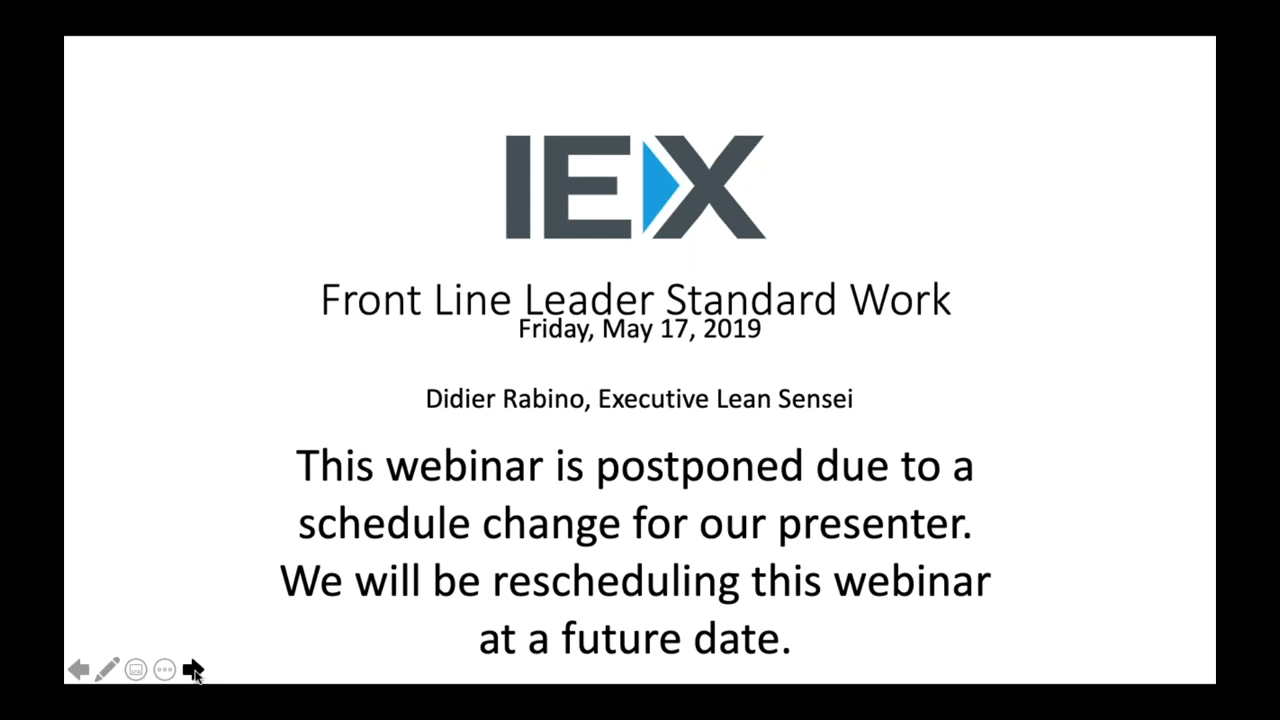 IEX
Front Line Leader Standard Work
Friday, May 17, 2019
Didier Rabino, Executive Lean Sensei
This webinar is postponed due to a
schedule change for our presenter.
We will be rescheduling this webinar
at a future date.